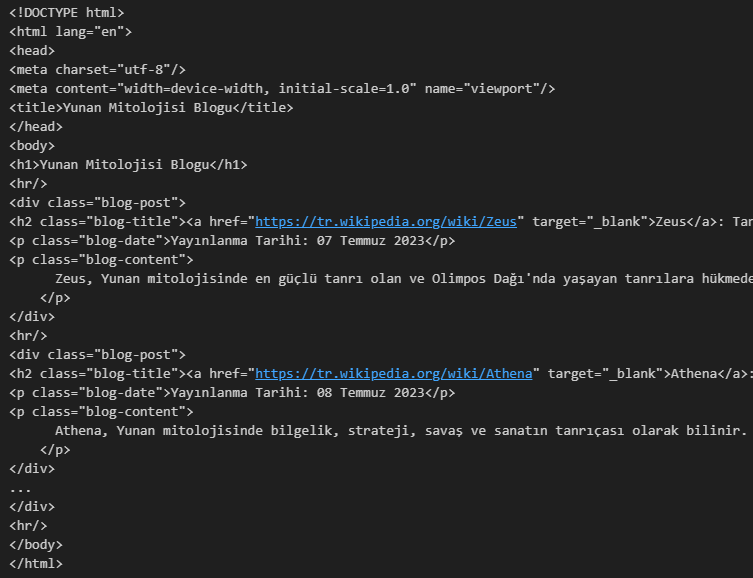 <!DOCTYPE html>
<html lang="en">
<head>
<meta charset="utf-8"/>
<meta content="width=device-width, initial-scale=1.0" name="viewport"/>
<title>Yunan Mitolojisi Blogu</title>
</head>
<body>
<h1>Yunan Mitolojisi Blogu</h1>
<hr/>
<div class="blog-post">
<h2 class="blog-title"><a href="https://tr.wikipedia.org/wiki/Zeus" target="_blank">Zeus</a>: Tan
<p class="blog-date">Yayınlanma Tarihi: 07 Temmuz 2023</p>
<p class="blog-content">
Zeus, Yunan mitolojisinde en güçlü tanrı olan ve Olimpos Dağı'nda yaşayan tanrılara hükmede
</p>
</div>
<hr/>
<div class="blog-post">
<h2 class="blog-title"><a href="https://tr.wikipedia.org/wiki/Athena" target="_blank">Athena</a>:
<p class="blog-date">Yayınlanma Tarihi: 08 Temmuz 2023</p>
<p class="blog-content">
Athena, Yunan mitolojisinde bilgelik, strateji, savaş ve sanatın tanrıçası olarak bilinir.
</p>
</div>
...
</div>
<hr/>
</body>
</html>